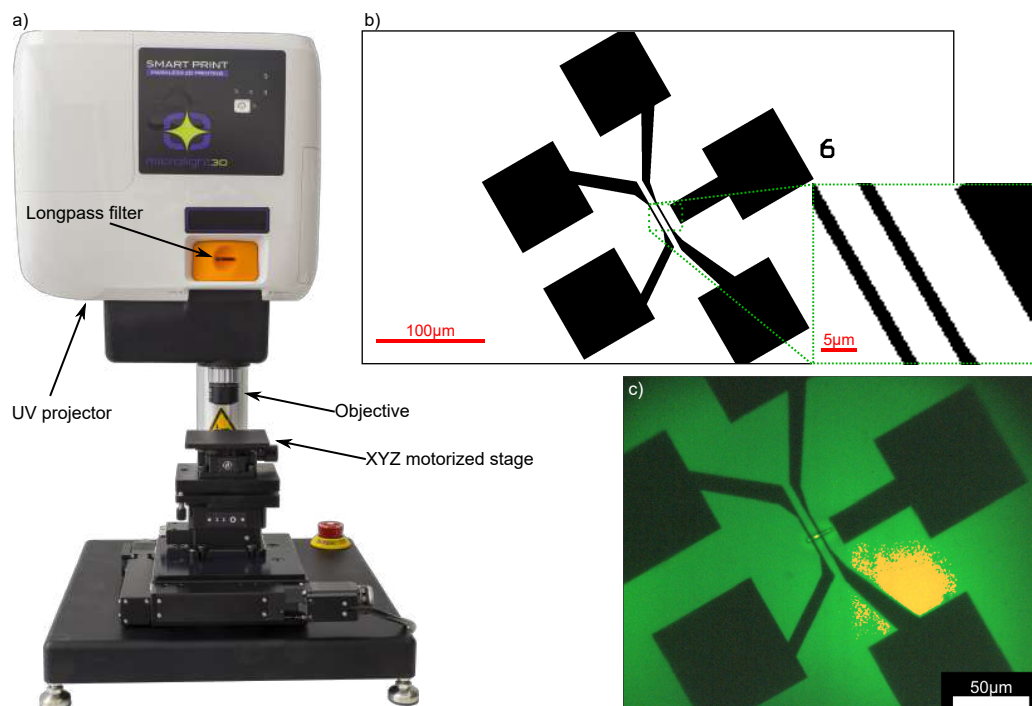 a)
SMART PRINT
microlight3D
Longpass filter
UV projector
Objective
XYZ motorized stage
b)
6
100µm
5µm
c)
50µm